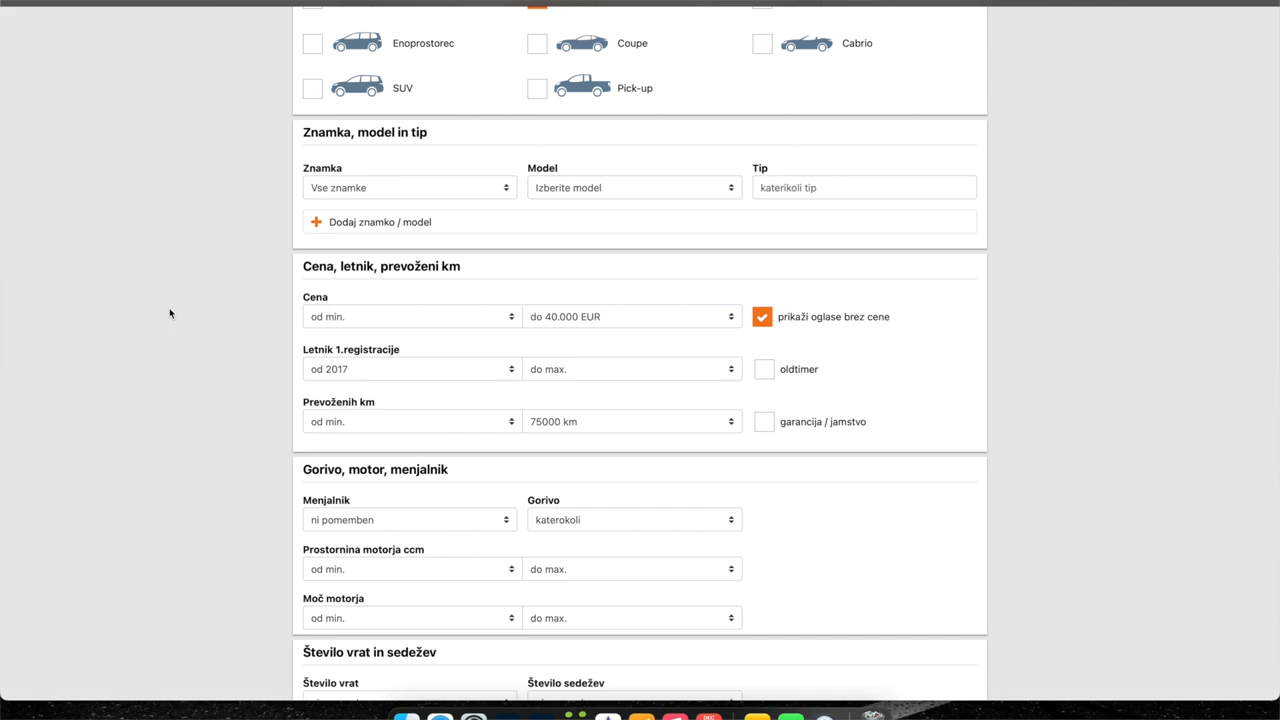 Enoprostorec Coupe Cabrio
SUV Pick-up
Znamka, model in tip
Znamka Model Tip
Vse znamke Izberite model katerikoli tip
Dodaj znamko / model
Cena, letnik, prevoženi km
Cena
od min. do 40.000 EUR prikaži oglase brez cene
Letnik 1.registracije
od 2017 do max. oldtimer
Prevoženih km
od min. 75000 km garancija / jamstvo
Gorivo, motor, menjalnik
Menjalnik Gorivo
ni pomemben katerokoli
Prostornina motorja ccm
od min. do max.
Moč motorja
od min. do max.
Število vrat in sedežev
Število vrat Število sedežev
DEC